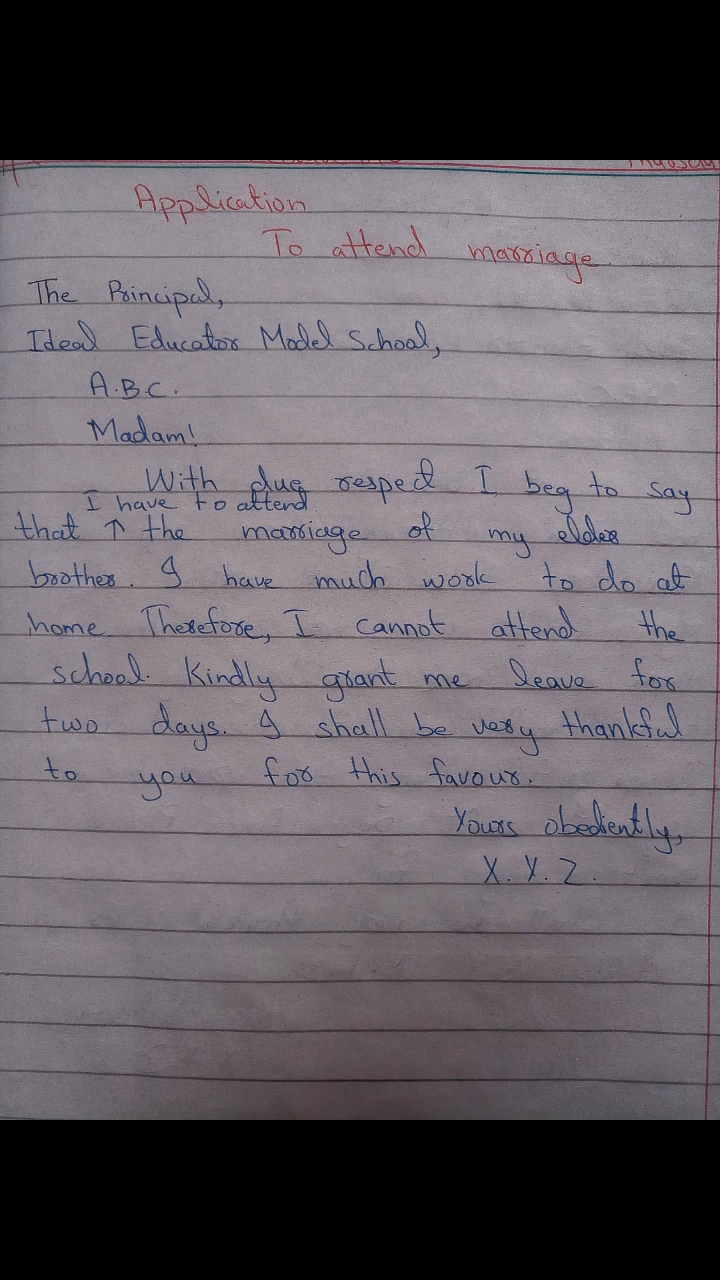 Application
To attend marriage
The Principal,
Ideal Educator Model School,
A.B.C.
Madam!
With due respect I beg to say
I have to attend
that ↑ the marriage of my elder
brother. I have much work to do at
home. Therefore, I cannot attend the
school. Kindly grant me leave for
two days. I shall be very thankful
to you for this favour.
Yours obediently,
X.Y.Z.